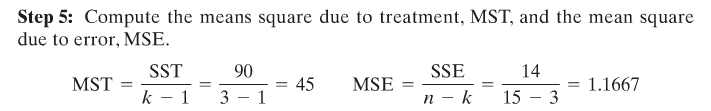 Step 5: Compute the means square due to treatment, MST, and the mean square
due to error, MSE.
MST = SST / k − 1 = 90 / 3 − 1 = 45 MSE = SSE / n − k = 14 / 15 − 3 = 1.1667